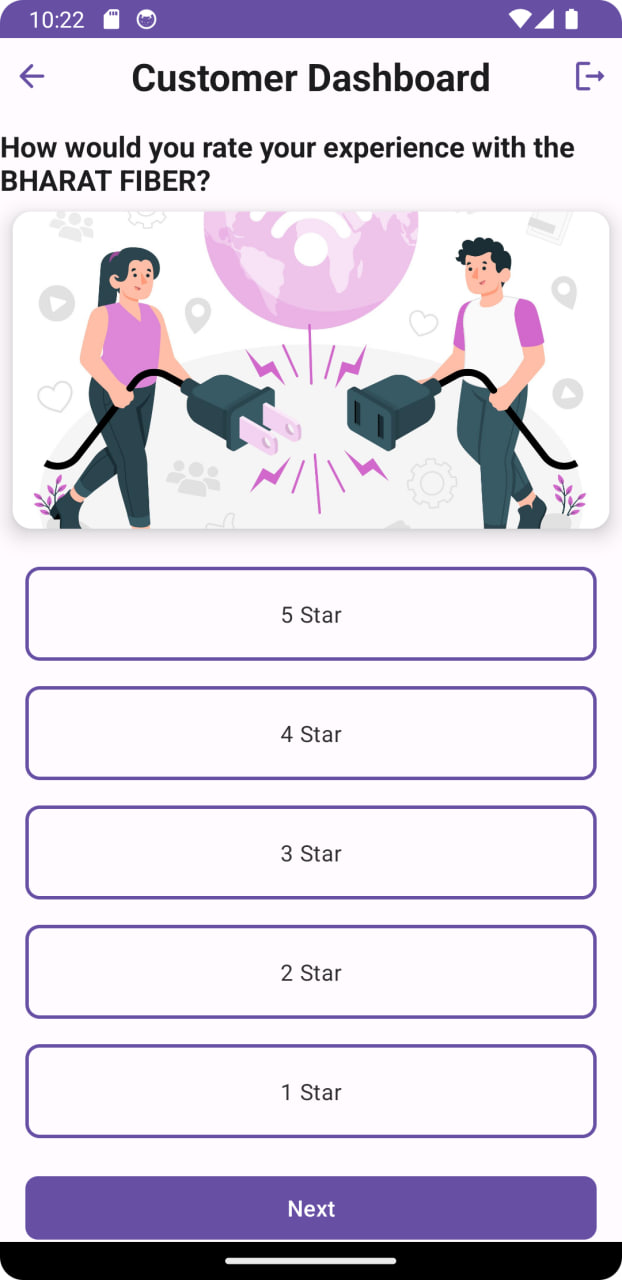 10:22
Customer Dashboard
How would you rate your experience with the
BHARAT FIBER?
5 Star
4 Star
3 Star
2 Star
1 Star
Next